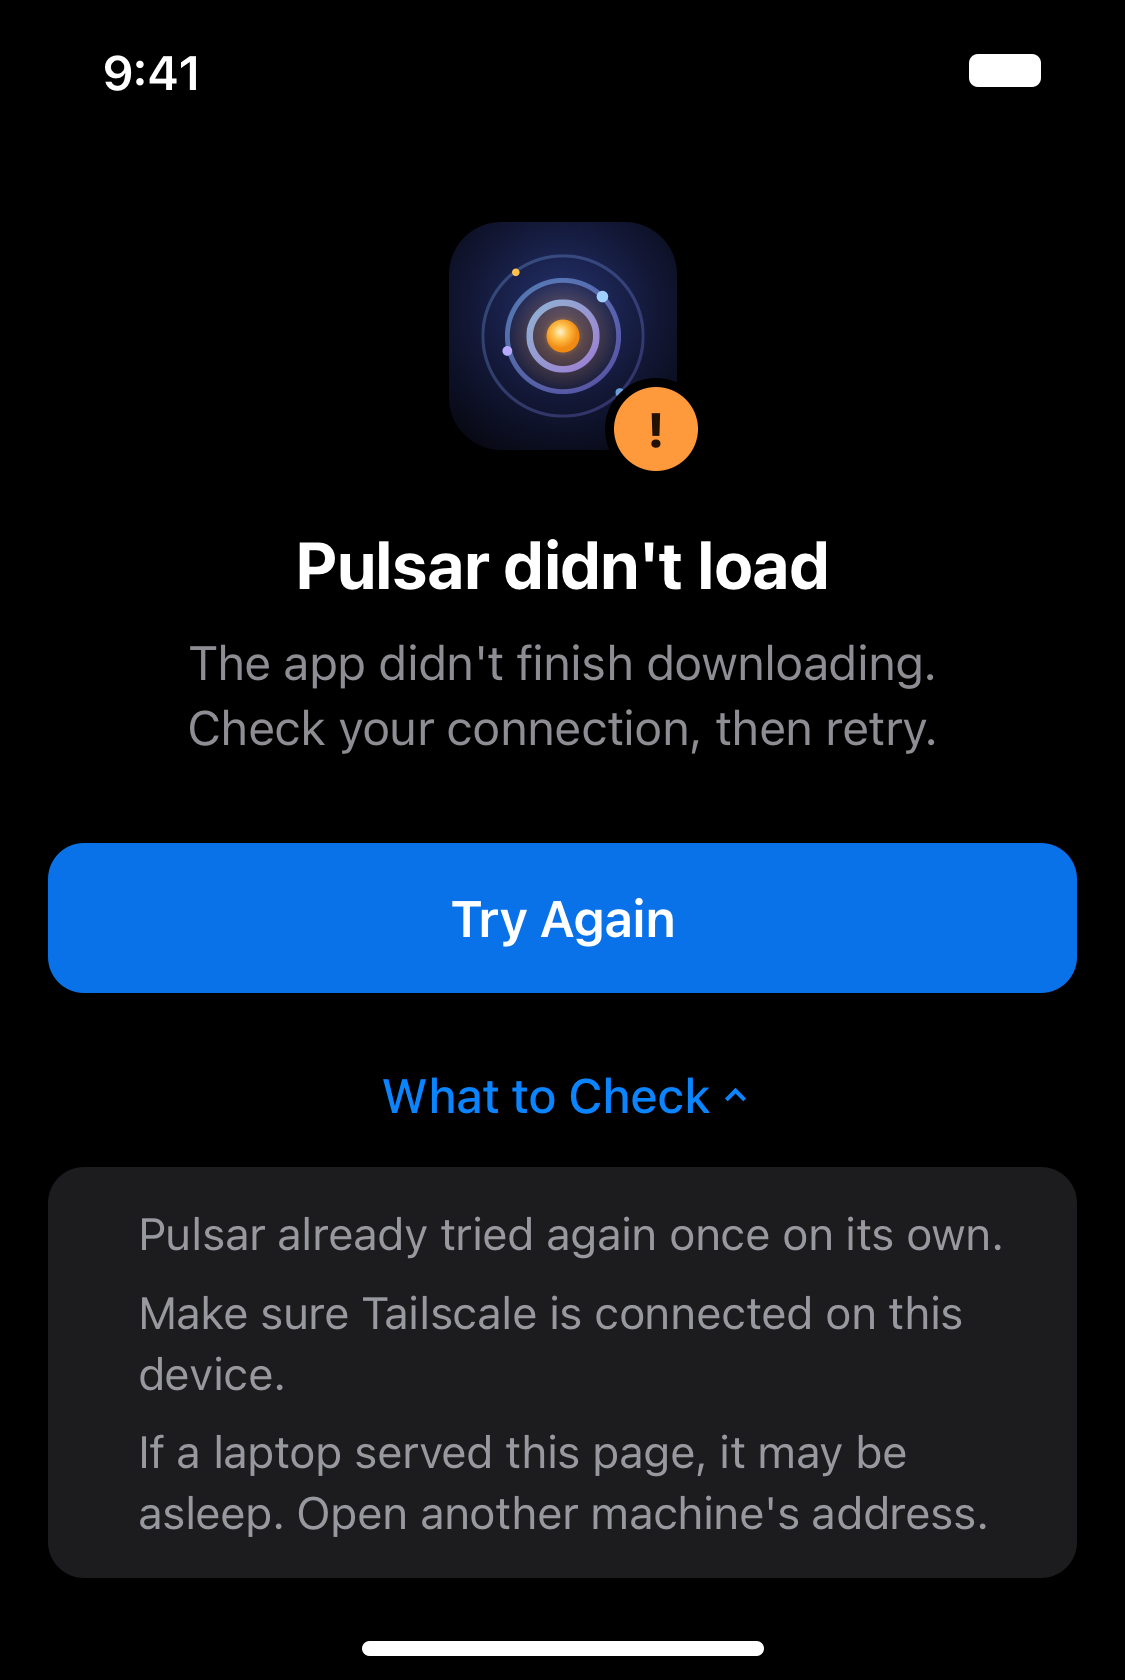 9:41
!
Pulsar didn't load
The app didn't finish downloading.
Check your connection, then retry.
Try Again
What to Check
Pulsar already tried again once on its own.
Make sure Tailscale is connected on this
device.
If a laptop served this page, it may be
asleep. Open another machine's address.